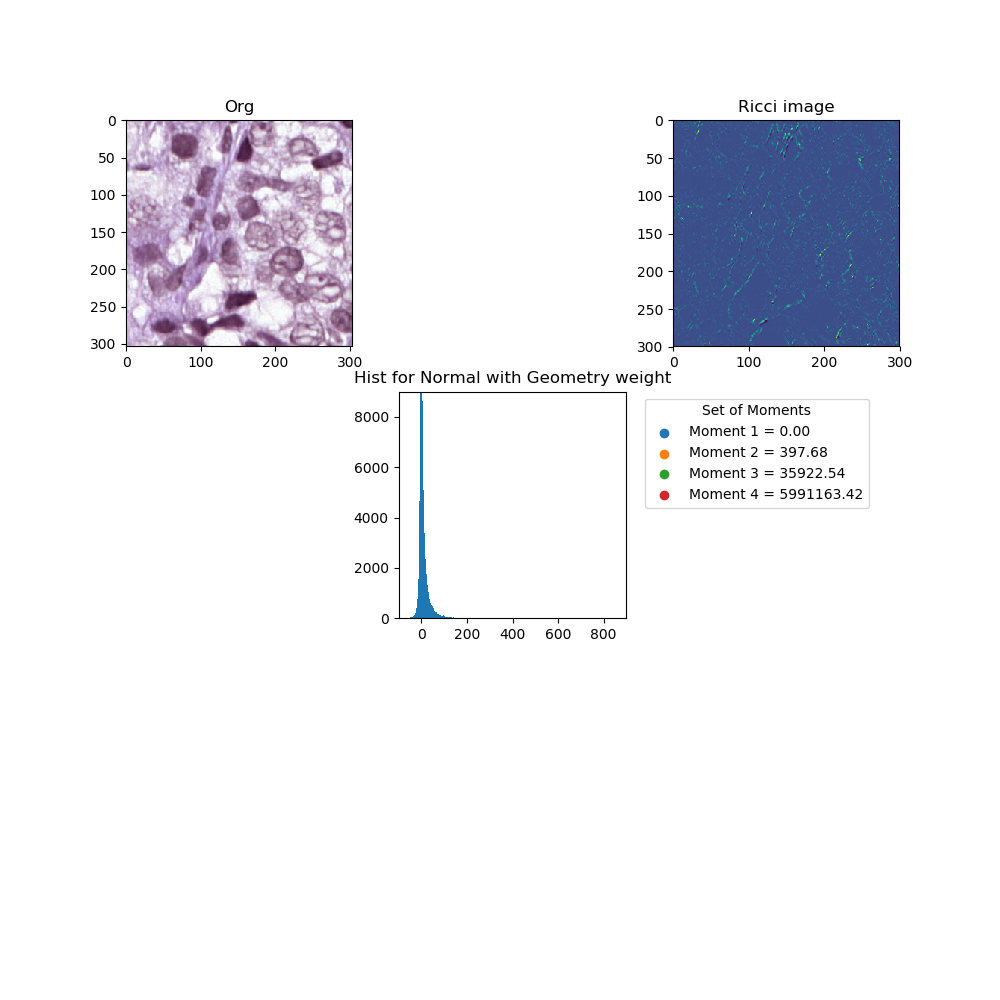 Org
0
50
100
150
200
250
300
0 100 200 300
Ricci image
0
50
100
150
200
250
300
0 100 200 300
Hist for Normal with Geometry weight
8000
6000
4000
2000
0
0 200 400 600 800
Set of Moments
Moment 1 = 0.00
Moment 2 = 397.68
Moment 3 = 35922.54
Moment 4 = 5991163.42